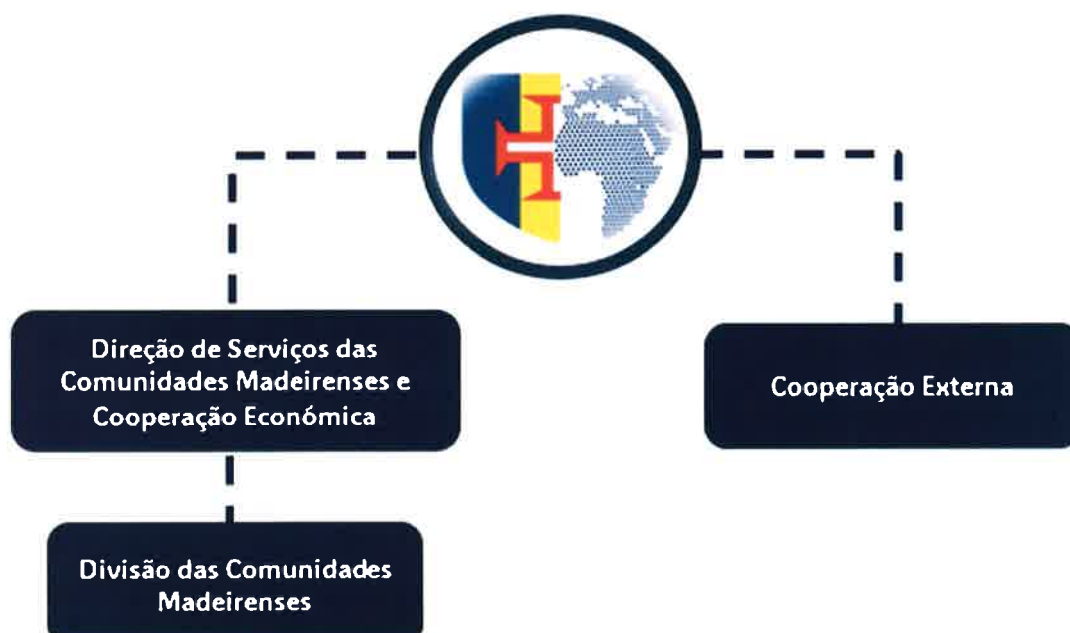 Direção de Serviços das
Comunidades Madeirenses e
Cooperação Económica
Cooperação Externa
Divisão das Comunidades
Madeirenses